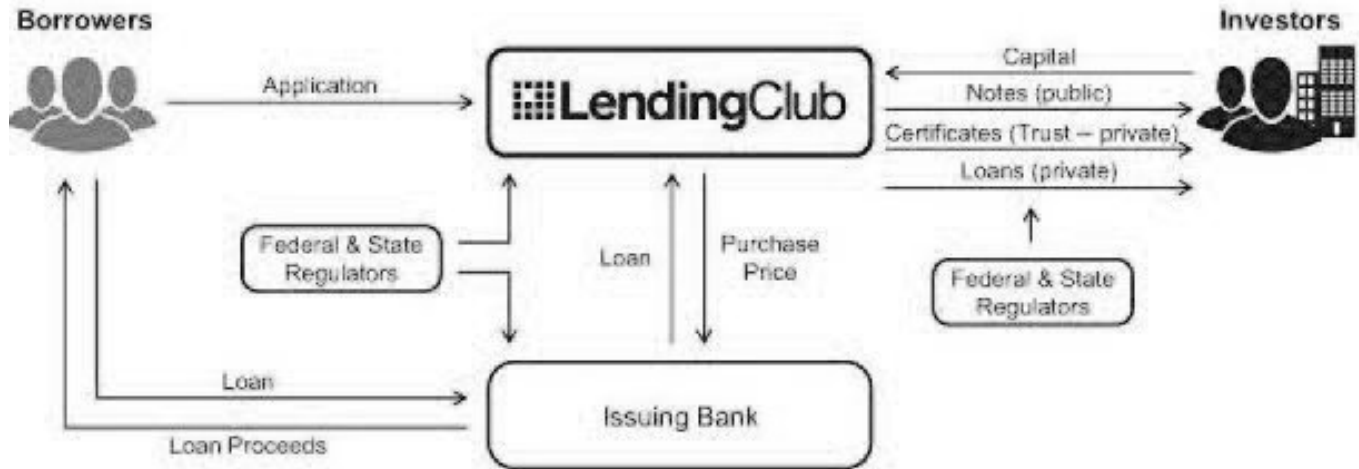 Borrowers
Investors
Application
LendingClub
Capital
Notes (public)
Certificates (Trust – private)
Loans (private)
Federal & State
Regulators
Loan
Purchase
Price
Federal & State
Regulators
Loan
Issuing Bank
Loan Proceeds